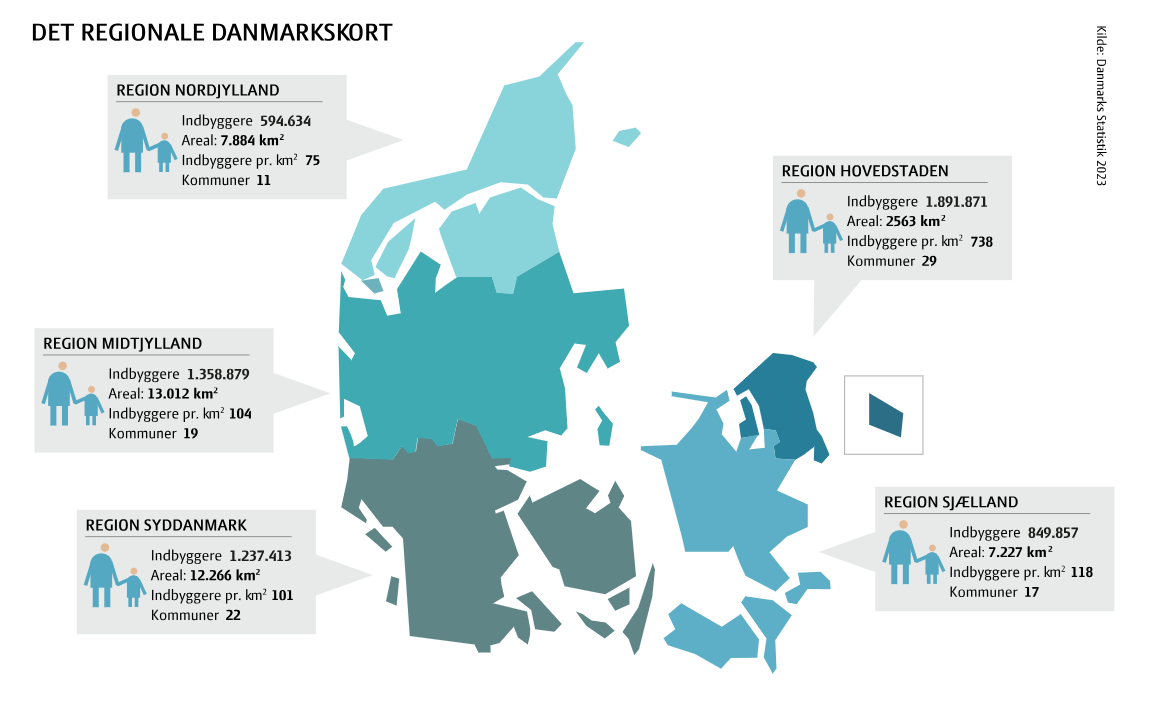 DET REGIONALE DANMARKSKORT
Kilde: Danmarks Statistik 2023
REGION NORDJYLLAND
Indbyggere 594.634
Areal: 7.884 km²
Indbyggere pr. km² 75
Kommuner 11
REGION HOVEDSTADEN
Indbyggere 1.891.871
Areal: 2563 km²
Indbyggere pr. km² 738
Kommuner 29
REGION MIDTJYLLAND
Indbyggere 1.358.879
Areal: 13.012 km²
Indbyggere pr. km² 104
Kommuner 19
REGION SJÆLLAND
Indbyggere 849.857
Areal: 7.227 km²
Indbyggere pr. km² 118
Kommuner 17
REGION SYDDANMARK
Indbyggere 1.237.413
Areal: 12.266 km²
Indbyggere pr. km² 101
Kommuner 22